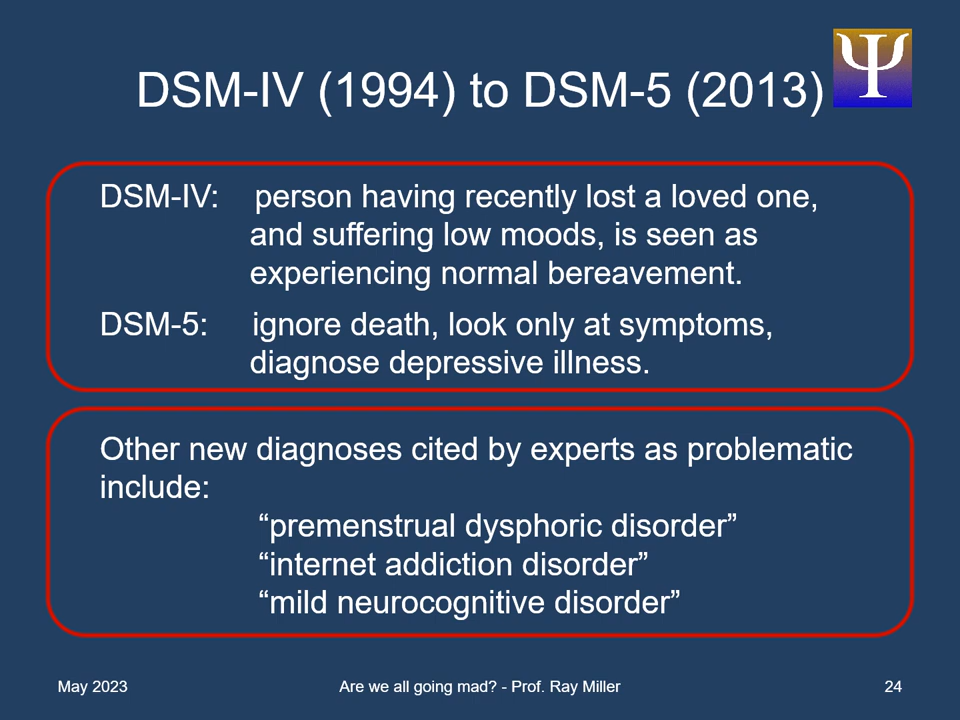 DSM-IV (1994) to DSM-5 (2013)
Ψ
DSM-IV: person having recently lost a loved one,
and suffering low moods, is seen as
experiencing normal bereavement.
DSM-5: ignore death, look only at symptoms,
diagnose depressive illness.
Other new diagnoses cited by experts as problematic
include:
“premenstrual dysphoric disorder”
“internet addiction disorder”
“mild neurocognitive disorder”
May 2023
Are we all going mad? - Prof. Ray Miller
24